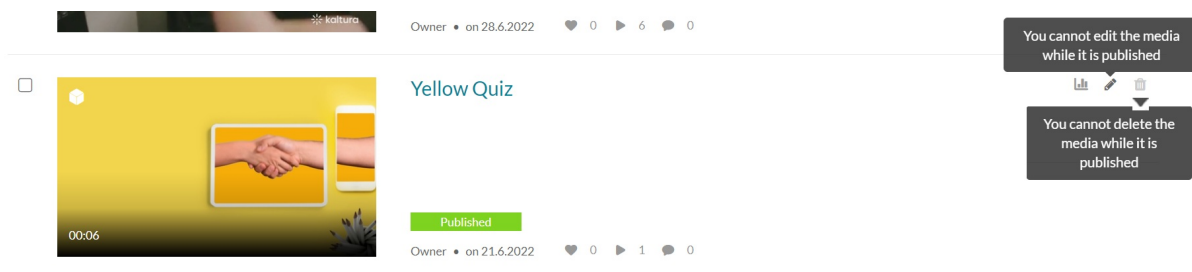 kaltura
Owner • on 28.6.2022 0 6 0
You cannot edit the media
while it is published
Yellow Quiz
You cannot delete the
media while it is
published
Published
00:06
Owner • on 21.6.2022 0 1 0